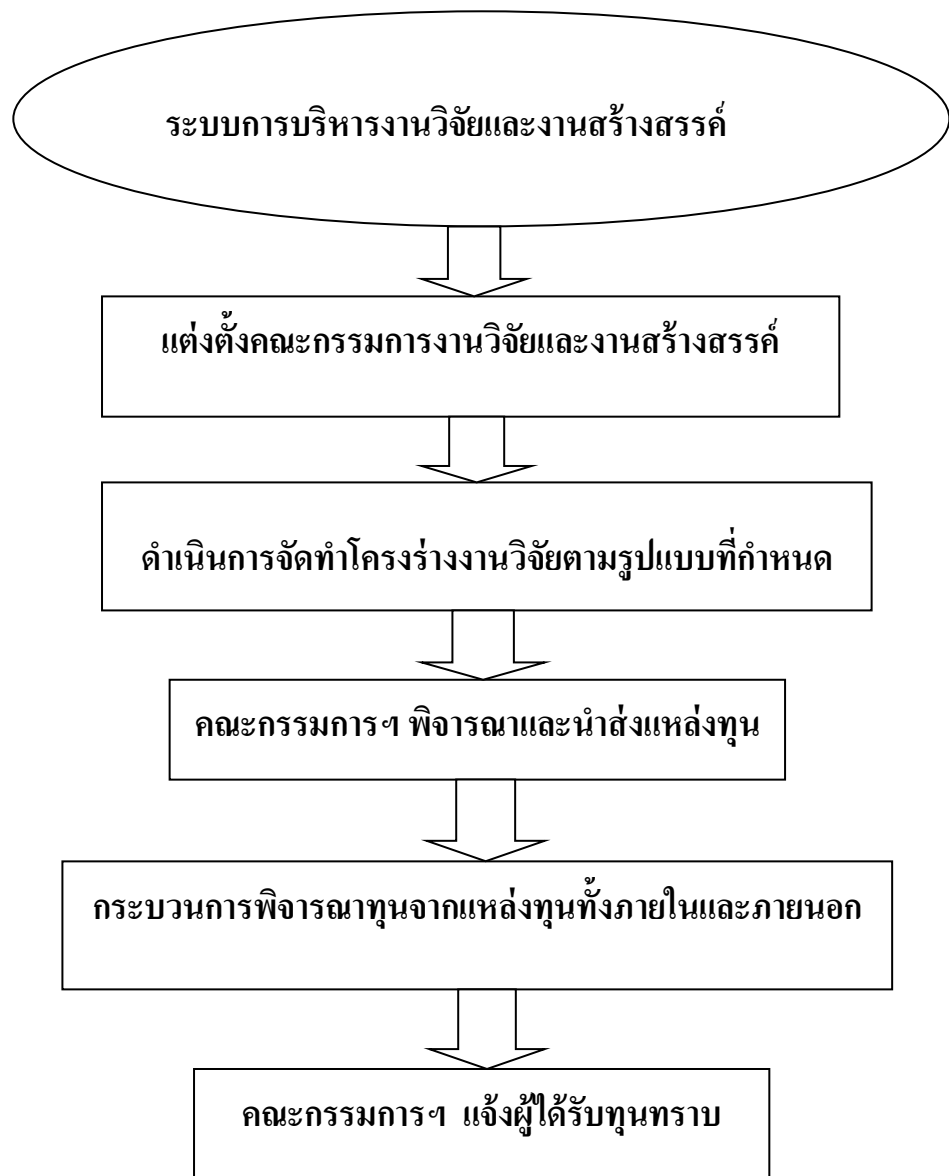 ระบบการบริหารงานวิจัยและงานสร้างสรรค์
แต่งตั้งคณะกรรมการงานวิจัยและงานสร้างสรรค์
ดำเนินการจัดทำโครงร่างงานวิจัยตามรูปแบบที่กำหนด
คณะกรรมการฯ พิจารณาและนำส่งแหล่งทุน
กระบวนการพิจารณาทุนจากแหล่งทุนทั้งภายในและภายนอก
คณะกรรมการฯ แจ้งผู้ได้รับทุนทราบ